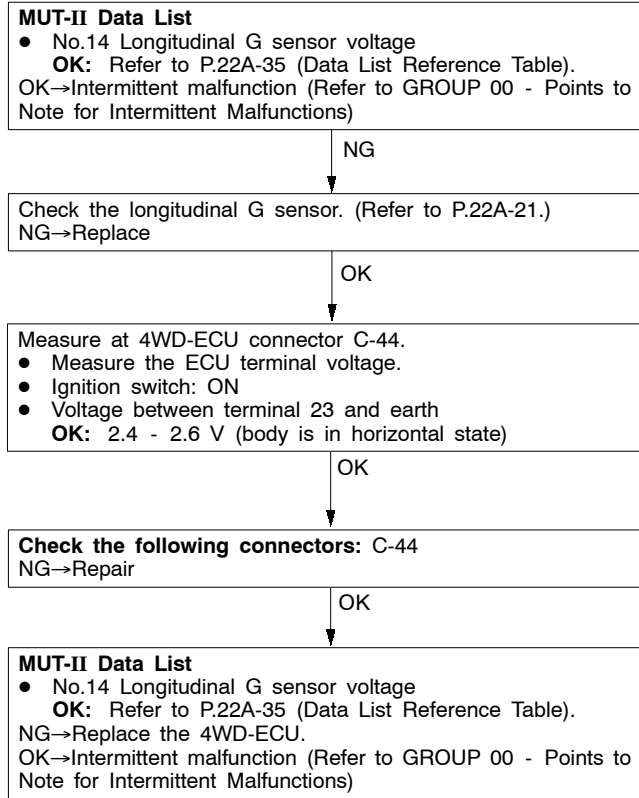 MUT-II Data List
● No.14 Longitudinal G sensor voltage
OK: Refer to P.22A-35 (Data List Reference Table).
OK→Intermittent malfunction (Refer to GROUP 00 - Points to
Note for Intermittent Malfunctions)
NG
Check the longitudinal G sensor. (Refer to P.22A-21.)
NG→Replace
OK
Measure at 4WD-ECU connector C-44.
● Measure the ECU terminal voltage.
● Ignition switch: ON
● Voltage between terminal 23 and earth
OK: 2.4 - 2.6 V (body is in horizontal state)
OK
Check the following connectors: C-44
NG→Repair
OK
MUT-II Data List
● No.14 Longitudinal G sensor voltage
OK: Refer to P.22A-35 (Data List Reference Table).
NG→Replace the 4WD-ECU.
OK→Intermittent malfunction (Refer to GROUP 00 - Points to
Note for Intermittent Malfunctions)